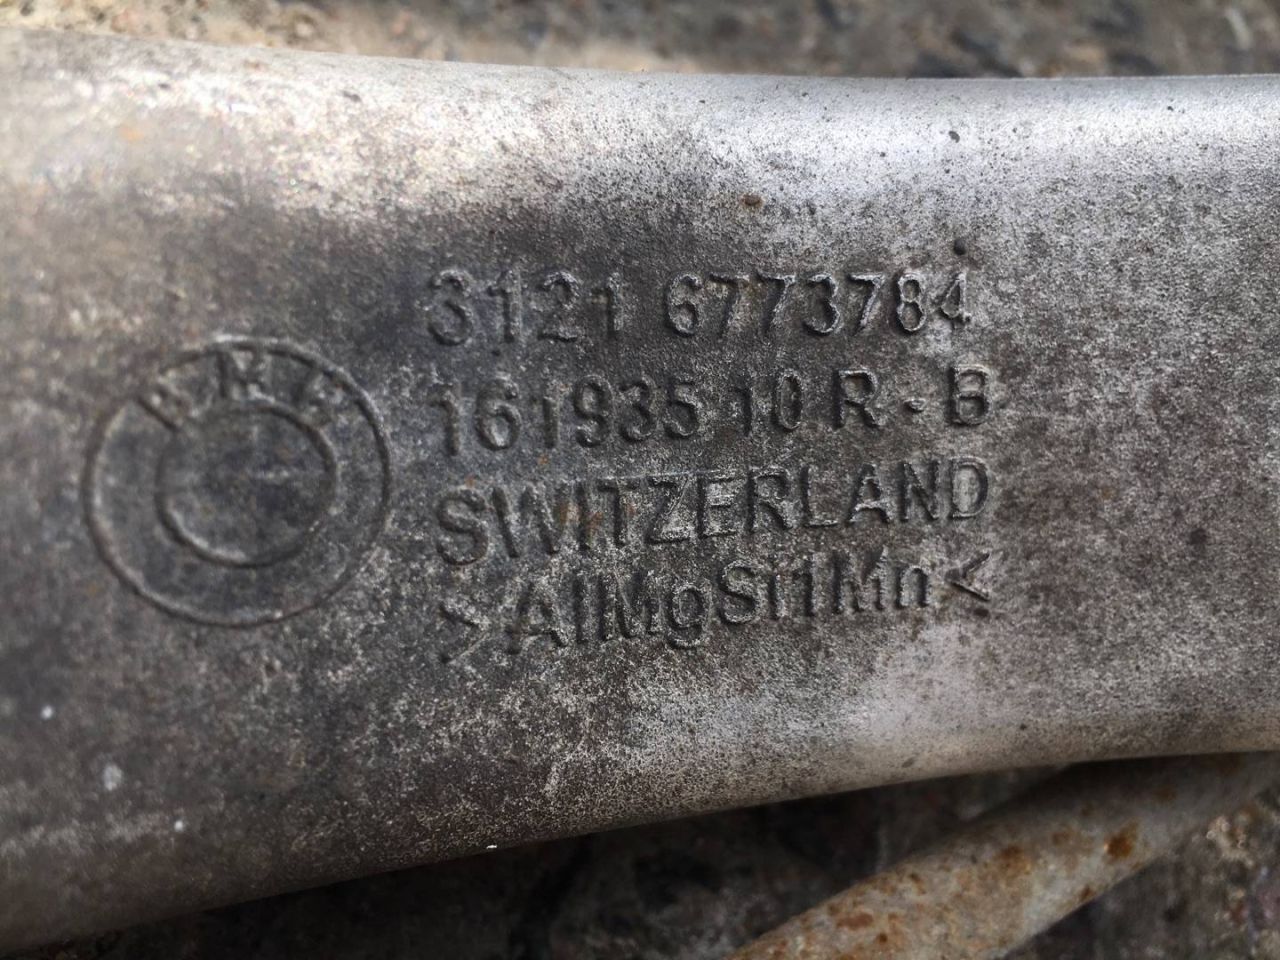 3121 6773784
161935 10 R - B
SWITZERLAND
>AlMgSi1Mn<